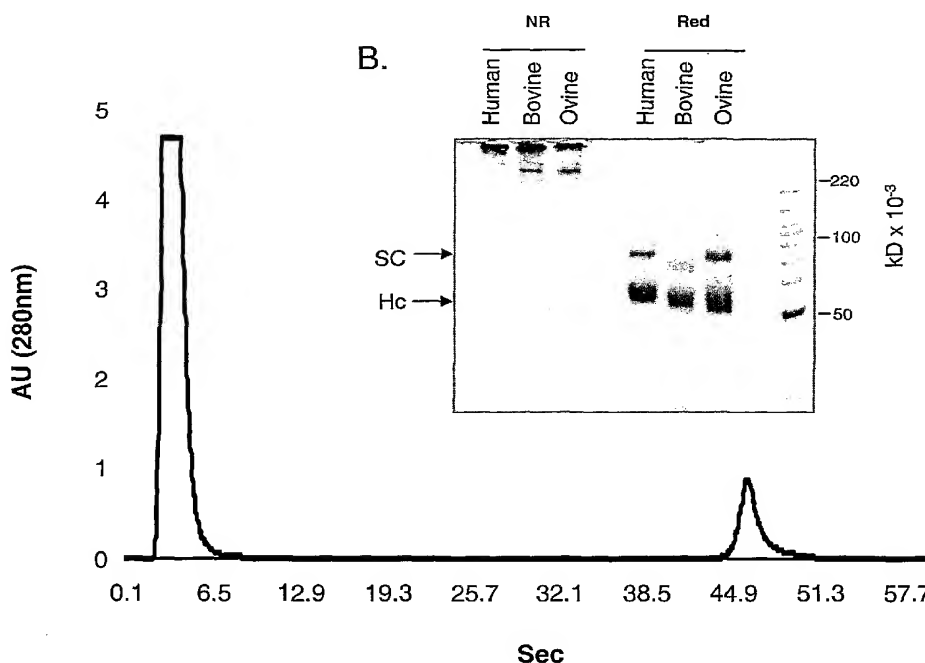 NR Red
B.
Human Bovine Ovine Human Bovine Ovine
5
4
3
2
1
0
AU (280nm)
SC
Hc
220
100
50
kD x 10-3
0.1 6.5 12.9 19.3 25.7 32.1 38.5 44.9 51.3 57.7
Sec